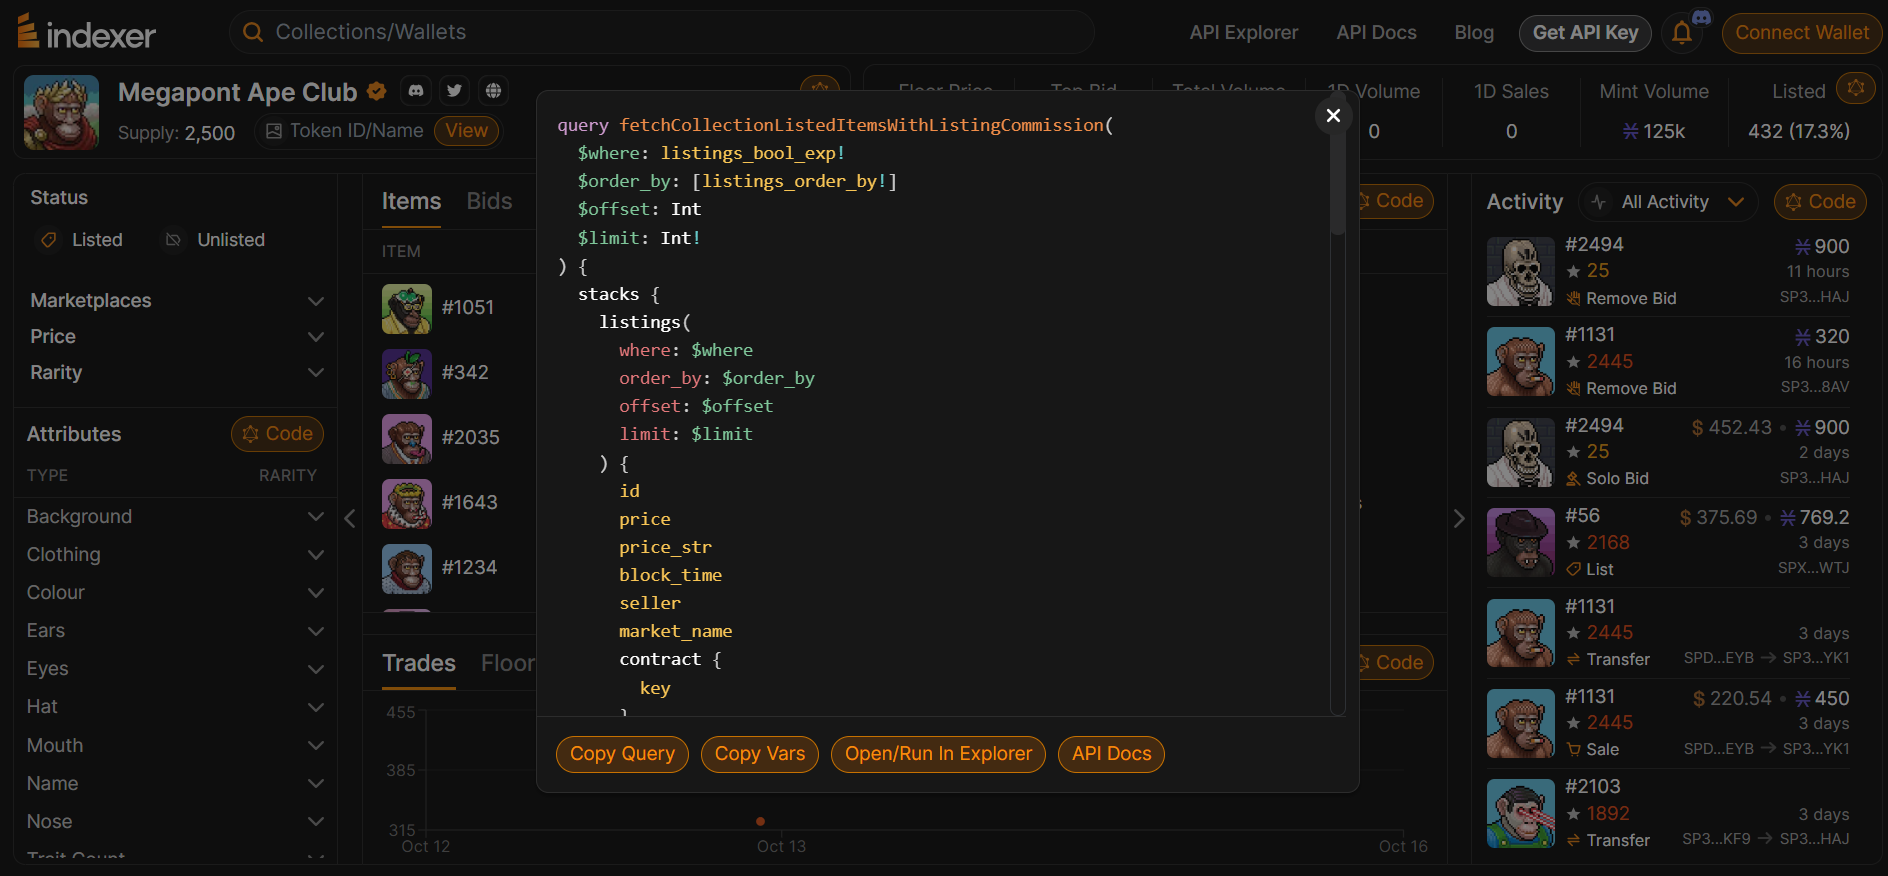 indexer
Collections/Wallets
API Explorer
API Docs
Blog
Get API Key
Connect Wallet
Megapont Ape Club
Supply: 2,500
Token ID/Name
View
Floor Price
Top Bid
Total Volume
1D Volume
0
1D Sales
0
Mint Volume
125k
Listed
432 (17.3%)
Status
Listed
Unlisted
Marketplaces
Price
Rarity
Attributes
Code
TYPE
RARITY
Background
Clothing
Colour
Ears
Eyes
Hat
Mouth
Name
Nose
Trait Count
Items
Bids
Code
ITEM
#1051
#342
#2035
#1643
#1234
Trades
Floor
Code
455
385
315
Oct 12
Oct 13
Oct 16
query fetchCollectionListedItemsWithListingCommission(
$where: listings_bool_exp!
$order_by: [listings_order_by!]
$offset: Int
$limit: Int!
) {
stacks {
listings(
where: $where
order_by: $order_by
offset: $offset
limit: $limit
) {
id
price
price_str
block_time
seller
market_name
contract {
key
}
Copy Query
Copy Vars
Open/Run In Explorer
API Docs
Activity
All Activity
Code
#2494
900
25
11 hours
Remove Bid
SP3...HAJ
#1131
320
2445
16 hours
Remove Bid
SP3...8AV
#2494
$ 452.43 • 900
25
2 days
Solo Bid
SP3...HAJ
#56
$ 375.69 • 769.2
2168
3 days
List
SPX...WTJ
#1131
2445
3 days
Transfer
SPD...EYB → SP3...YK1
#1131
$ 220.54 • 450
2445
3 days
Sale
SPD...EYB → SP3...YK1
#2103
1892
3 days
Transfer
SP3...KF9 → SP3...HAJ